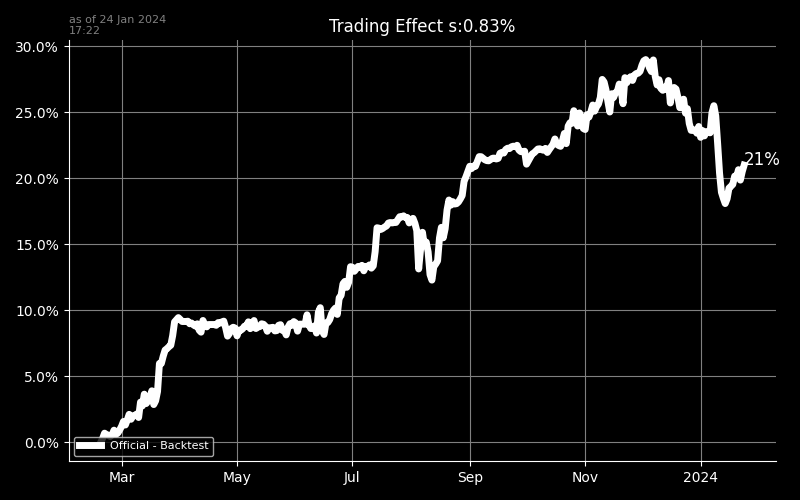 as of 24 Jan 2024
17:22
Trading Effect s:0.83%
30.0%
25.0%
20.0%
15.0%
10.0%
5.0%
0.0%
21%
Official - Backtest
Mar May Jul Sep Nov 2024